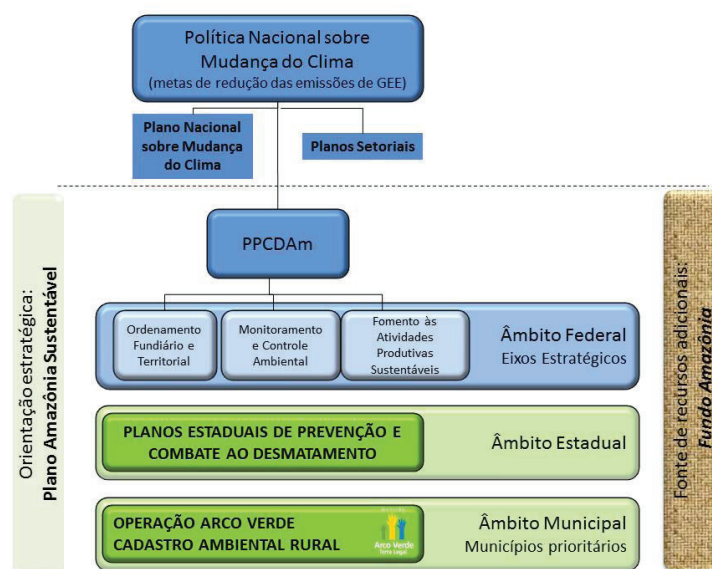 Política Nacional sobre
Mudança do Clima
(metas de redução das emissões de GEE)
Plano Nacional
sobre Mudança
do Clima
Planos Setoriais
PPCDAm
Orientação estratégica:
Plano Amazônia Sustentável
Ordenamento
Fundiário e
Territorial
Monitoramento
e Controle
Ambiental
Fomento às
Atividades
Produtivas
Sustentáveis
Âmbito Federal
Eixos Estratégicos
PLANOS ESTADUAIS DE PREVENÇÃO E
COMBATE AO DESMATAMENTO
Âmbito Estadual
OPERAÇÃO ARCO VERDE
CADASTRO AMBIENTAL RURAL
Arco Verde
Terra Legal
Âmbito Municipal
Municípios prioritários
Fonte de recursos adicionais:
Fundo Amazônia